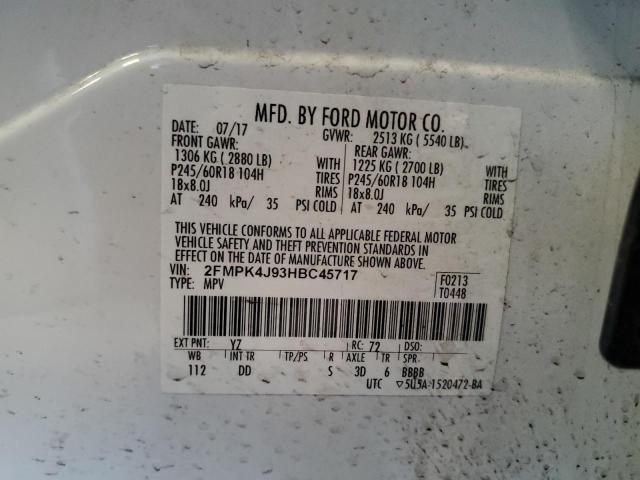 MFD. BY FORD MOTOR CO.
DATE: 07/17 GVWR: 2513 KG ( 5540 LB)
FRONT GAWR: REAR GAWR:
1306 KG ( 2880 LB) WITH 1225 KG ( 2700 LB) WITH
P245/60R18 104H TIRES P245/60R18 104H TIRES
18x8.0J RIMS 18x8.0J RIMS
AT 240 kPa/ 35 PSI COLD AT 240 kPa/ 35 PSI COLD
THIS VEHICLE CONFORMS TO ALL APPLICABLE FEDERAL MOTOR
VEHICLE SAFETY AND THEFT PREVENTION STANDARDS IN
EFFECT ON THE DATE OF MANUFACTURE SHOWN ABOVE.
VIN: 2FMPK4J93HBC45717 F0213
TYPE: MPV T0448
EXT PNT: YZ RC: 72 DSO:
WB INT TR TP/PS R AXLE TR SPR
112 DD S 3D 6 BBBB
UTC ▽5U5A-1520472-BA